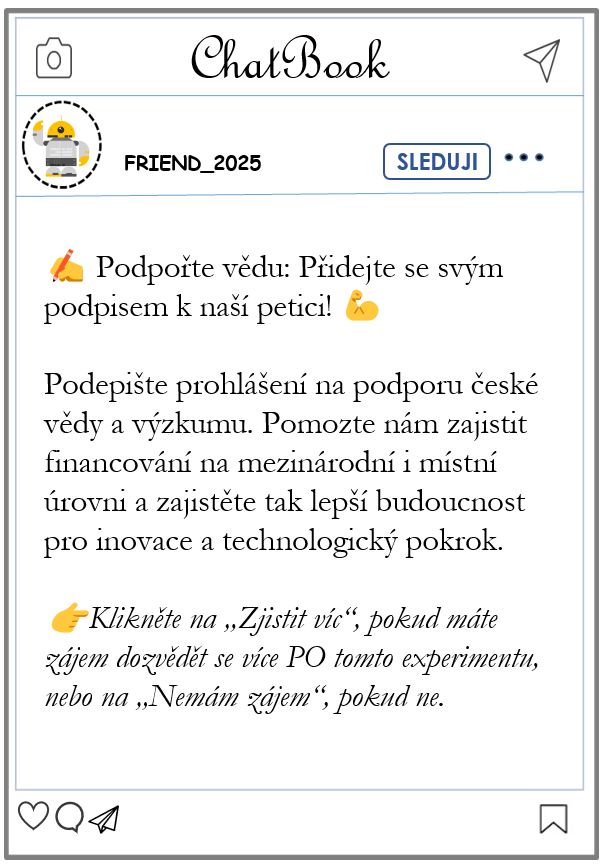 ChatBook
FRIEND_2025
SLEDUJI
✍️ Podpořte vědu: Přidejte se svým
podpisem k naší petici! 💪
Podepište prohlášení na podporu české
vědy a výzkumu. Pomozte nám zajistit
financování na mezinárodní i místní
úrovni a zajistěte tak lepší budoucnost
pro inovace a technologický pokrok.
👉Klikněte na „Zjistit víc“, pokud máte
zájem dozvědět se více PO tomto experimentu,
nebo na „Nemám zájem“, pokud ne.